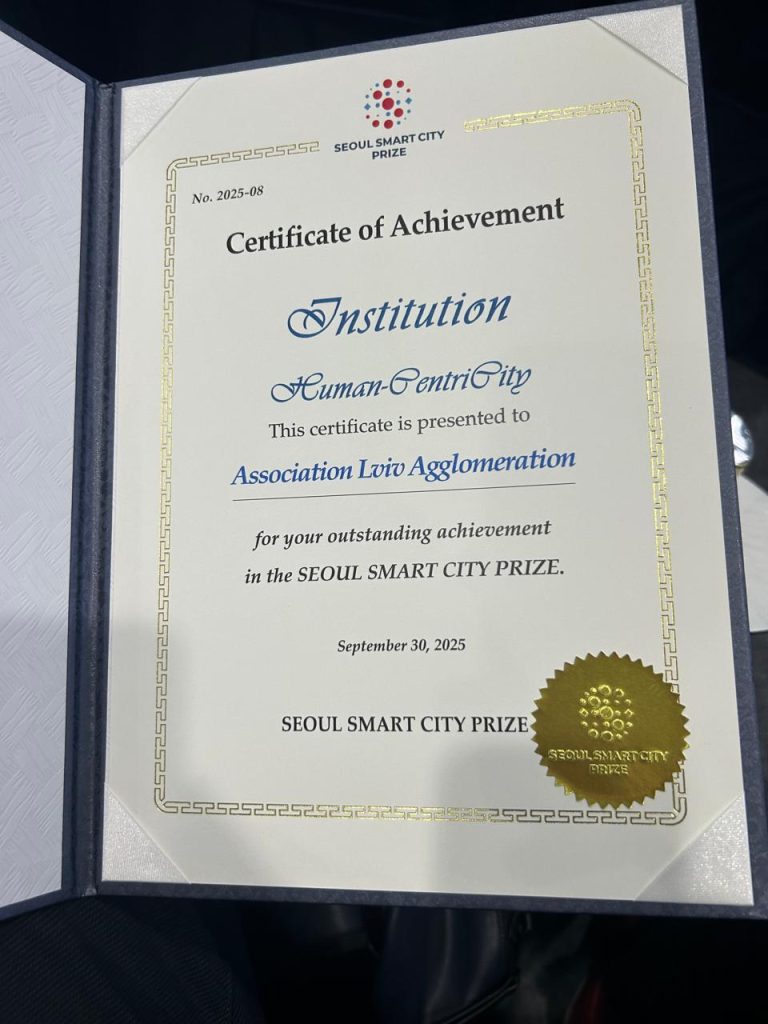 SEOUL SMART CITY
PRIZE
No. 2025-08
Certificate of Achievement
Institution
Human-CentriCity
This certificate is presented to
Association Lviv Agglomeration
for your outstanding achievement
in the SEOUL SMART CITY PRIZE.
September 30, 2025
SEOUL SMART CITY PRIZE
SEOUL SMART CITY
PRIZE